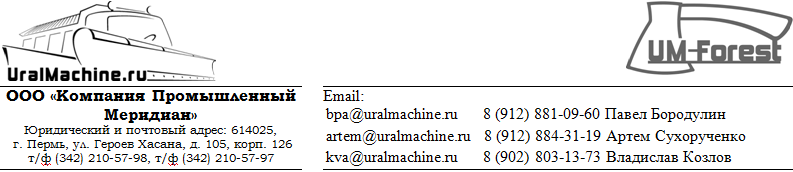 UralMachine.ru
UM-Forest
ООО «Компания Промышленный
Меридиан»
Юридический и почтовый адрес: 614025,
г. Пермь, ул. Героев Хасана, д. 105, корп. 126
т/ф (342) 210-57-98, т/ф (342) 210-57-97
Email:
bpa@uralmachine.ru 8 (912) 881-09-60 Павел Бородулин
artem@uralmachine.ru 8 (912) 884-31-19 Артем Сухорученко
kva@uralmachine.ru 8 (902) 803-13-73 Владислав Козлов